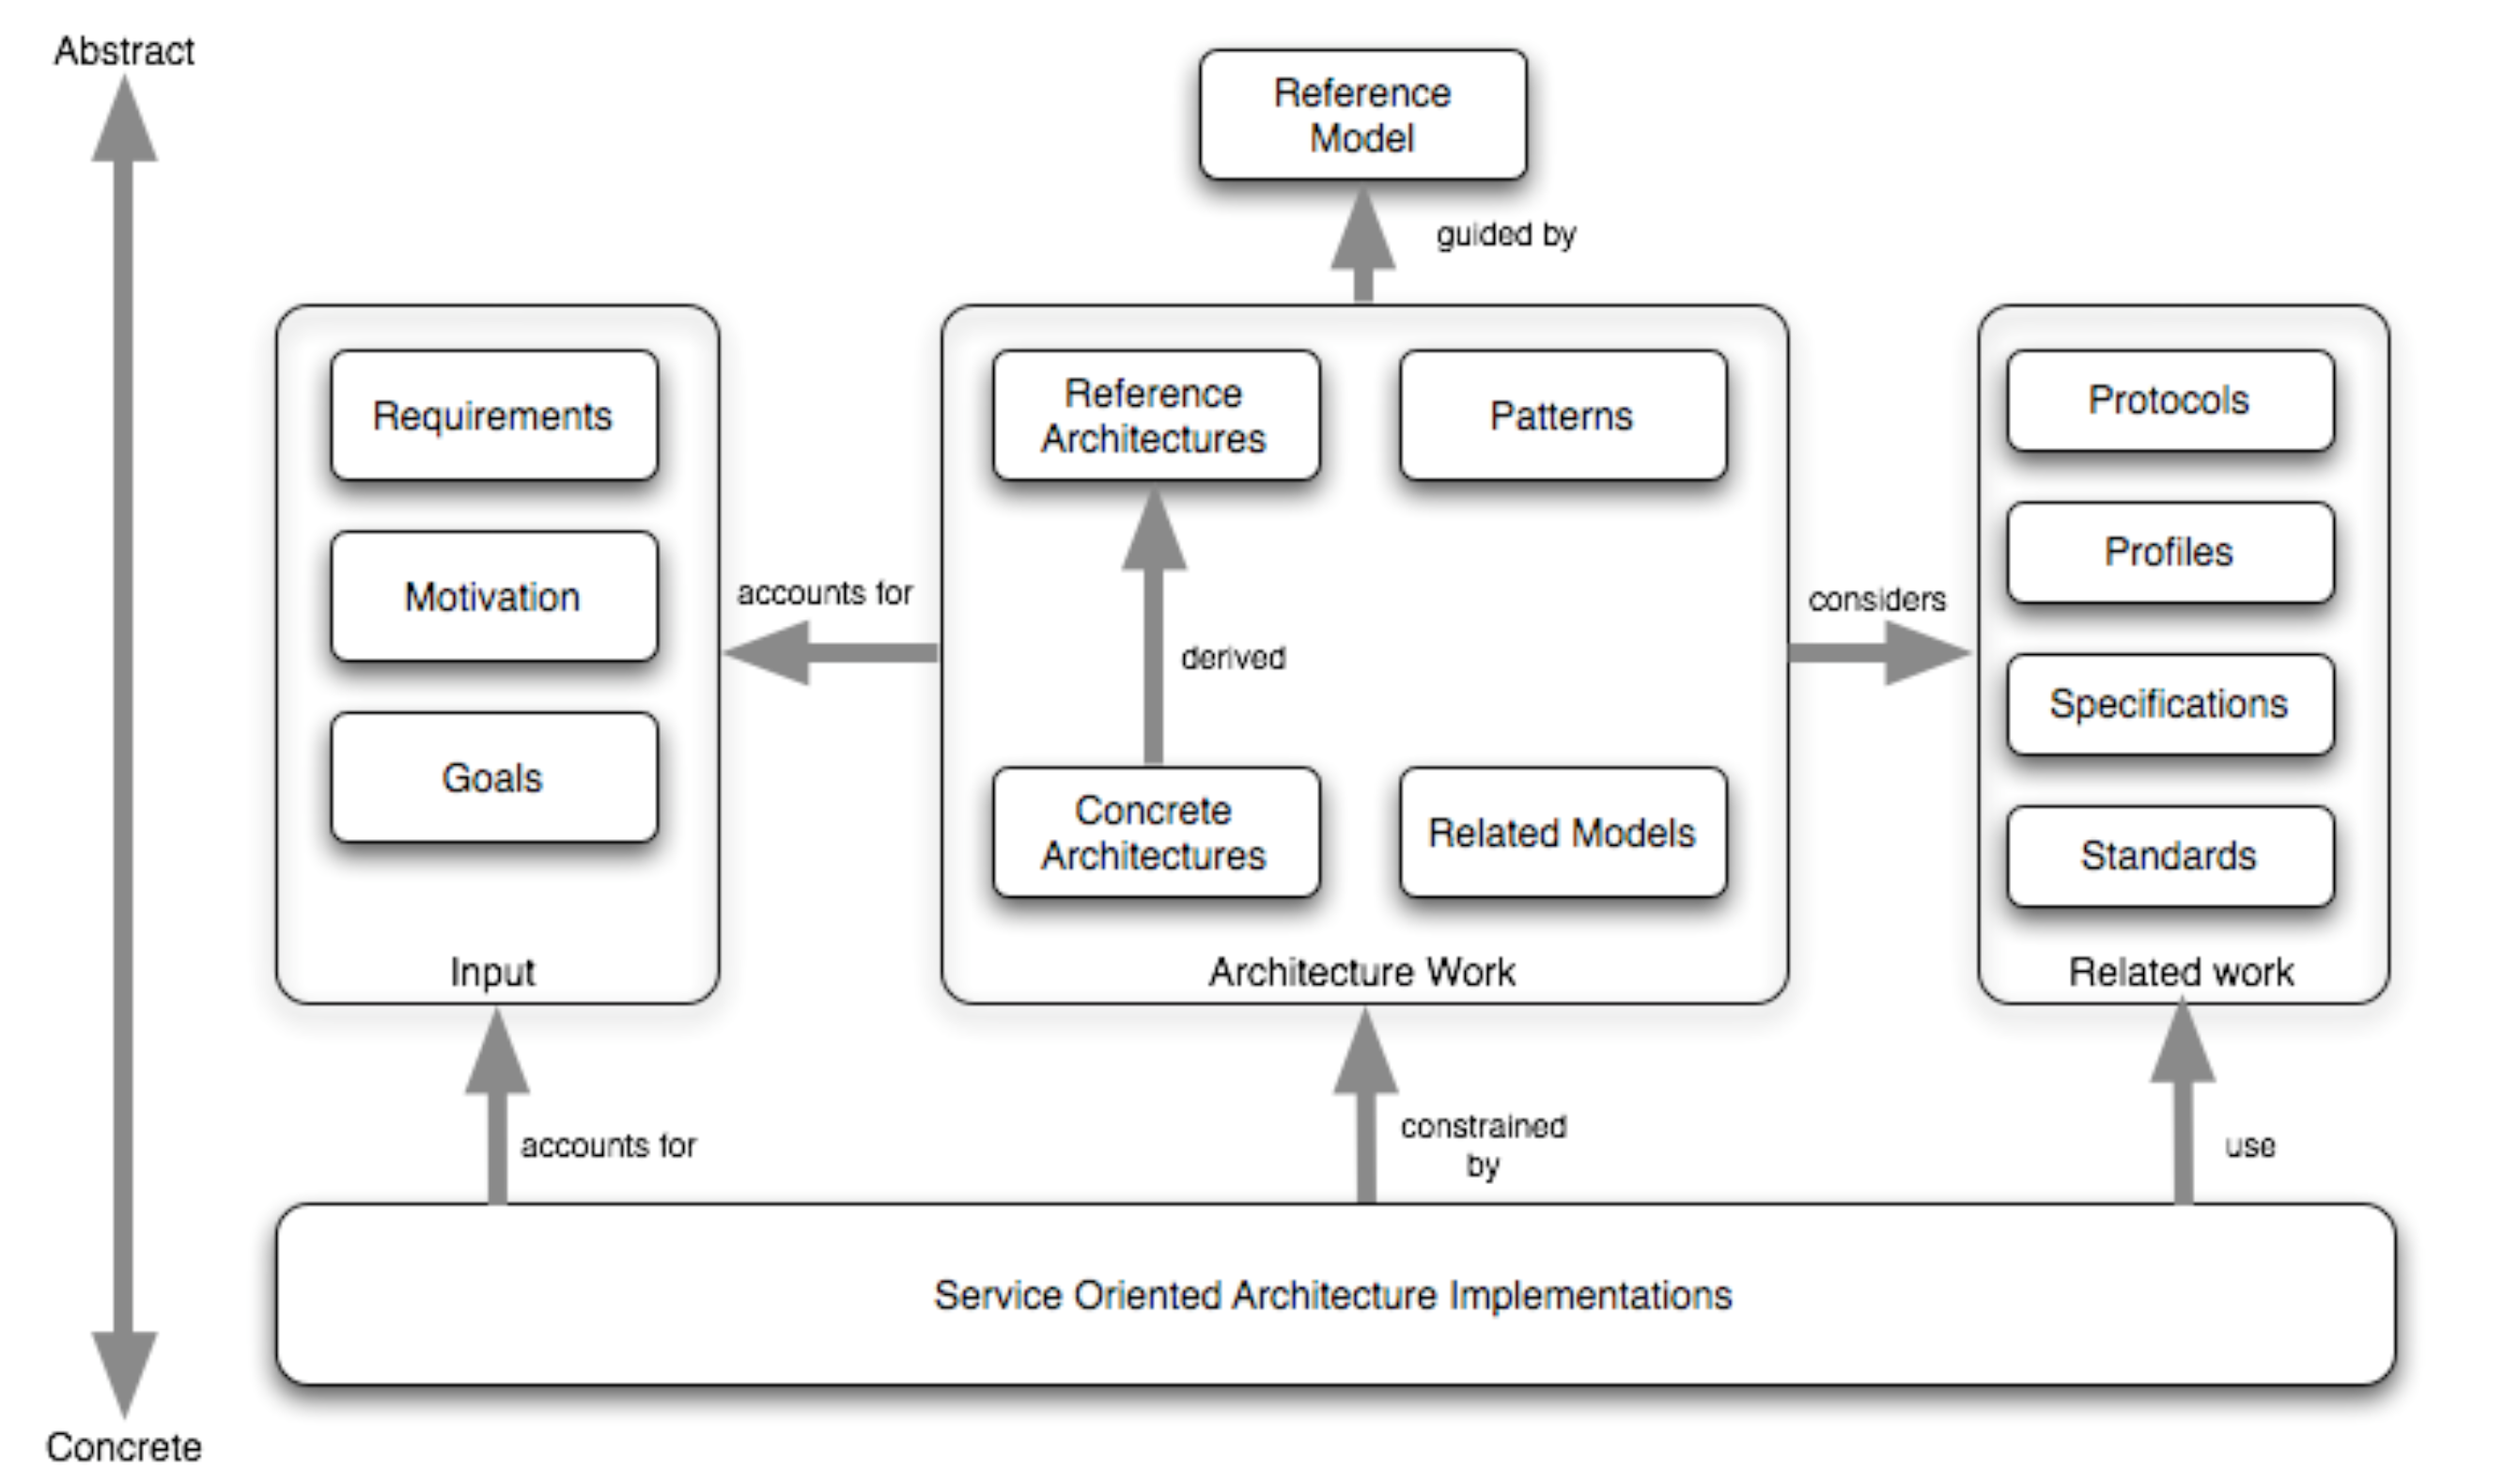 Abstract
Reference
Model
guided by
Requirements
Motivation
Goals
Input
accounts for
Reference
Architectures
Patterns
derived
Concrete
Architectures
Related Models
Architecture Work
considers
Protocols
Profiles
Specifications
Standards
Related work
accounts for
constrained
by
use
Service Oriented Architecture Implementations
Concrete